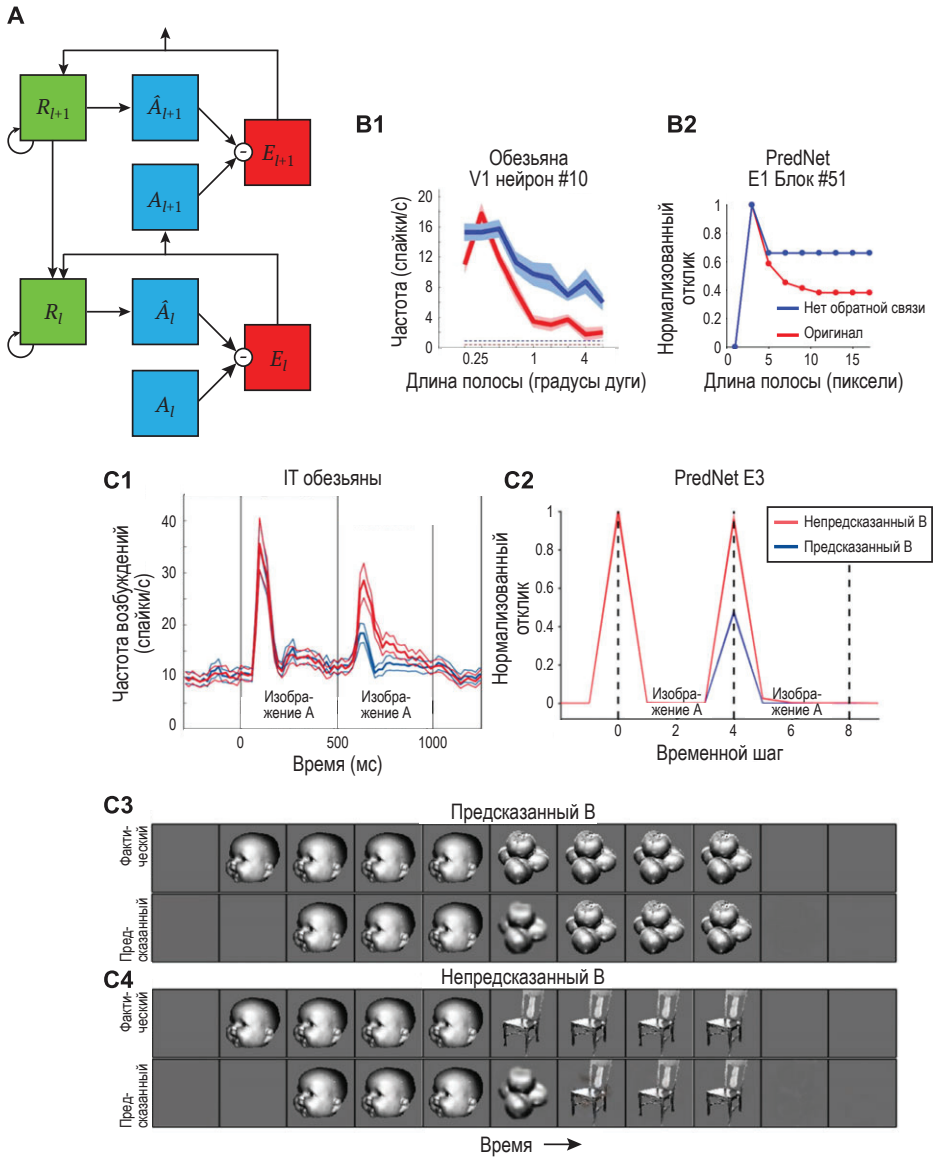 A
R_{l+1}
Â_{l+1}
E_{l+1}
-
A_{l+1}
R_l
Â_l
E_l
-
A_l
B1
Обезьяна
V1 нейрон #10
Частота (спайки/с)
20
16
12
8
4
0
0.25
1
4
Длина полосы (градусы дуги)
B2
PredNet
E1 Блок #51
Нормализованный
отклик
1
0.8
0.6
0.4
0.2
0
Нет обратной связи
Оригинал
0
5
10
15
Длина полосы (пиксели)
C1
IT обезьяны
Частота возбуждений
(спайки/с)
40
30
20
10
0
Изобра-
жение A
Изобра-
жение A
0
500
1000
Время (мс)
C2
PredNet E3
Нормализованный
отклик
1
0.8
0.6
0.4
0.2
0
Непредсказанный B
Предсказанный B
Изобра-
жение A
Изобра-
жение A
0
2
4
6
8
Временной шаг
C3
Предсказанный B
Факти-
ческий
Пред-
сказанный
C4
Непредсказанный B
Факти-
ческий
Пред-
сказанный
Время